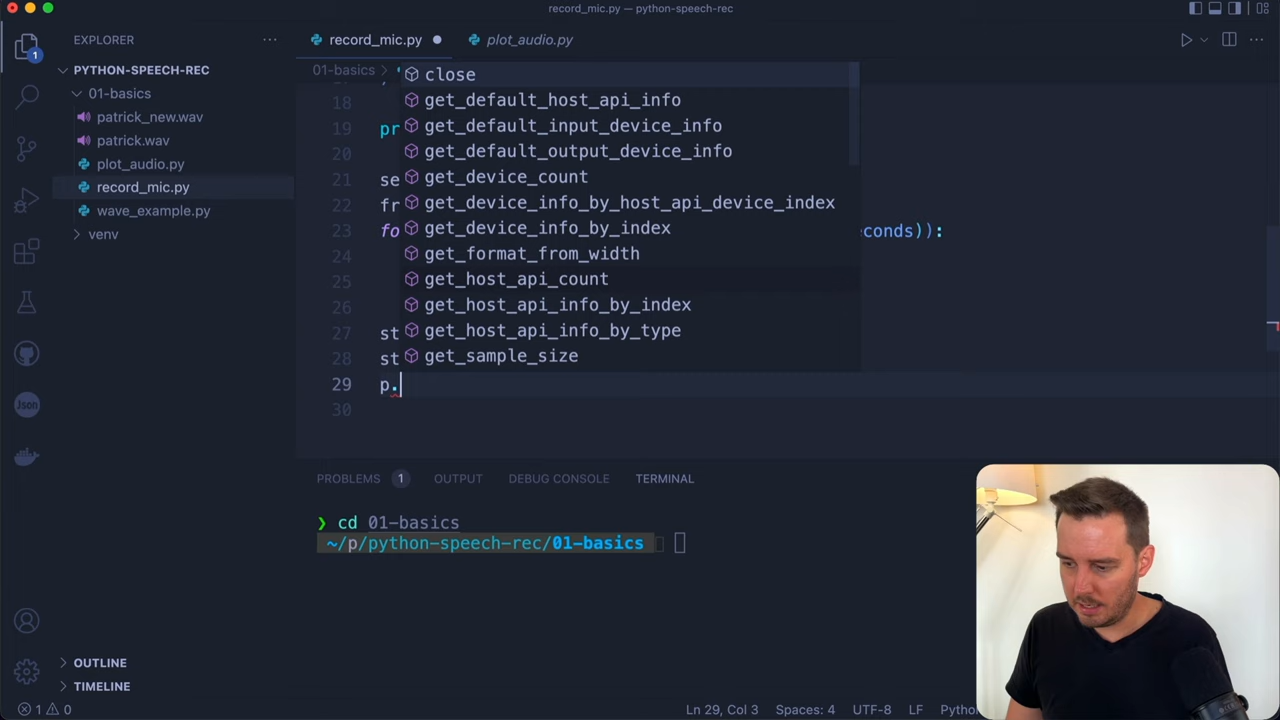 record_mic.py — python-speech-rec
EXPLORER
record_mic.py
plot_audio.py
1
PYTHON-SPEECH-REC
01-basics
patrick_new.wav
patrick.wav
plot_audio.py
record_mic.py
wave_example.py
venv
01-basics
close
get_default_host_api_info
get_default_input_device_info
get_default_output_device_info
get_device_count
get_device_info_by_host_api_device_index
get_device_info_by_index
get_format_from_width
get_host_api_count
get_host_api_info_by_index
get_host_api_info_by_type
get_sample_size
18
19 pr
20
21 se
22 fr
23 fo econds)):
25
26
27 st
28 st
29 p.
30
Json
PROBLEMS 1 OUTPUT DEBUG CONSOLE TERMINAL
❯ cd 01-basics
~/p/python-speech-rec/01-basics
OUTLINE
TIMELINE
1 0
Ln 29, Col 3 Spaces: 4 UTF-8 LF Python